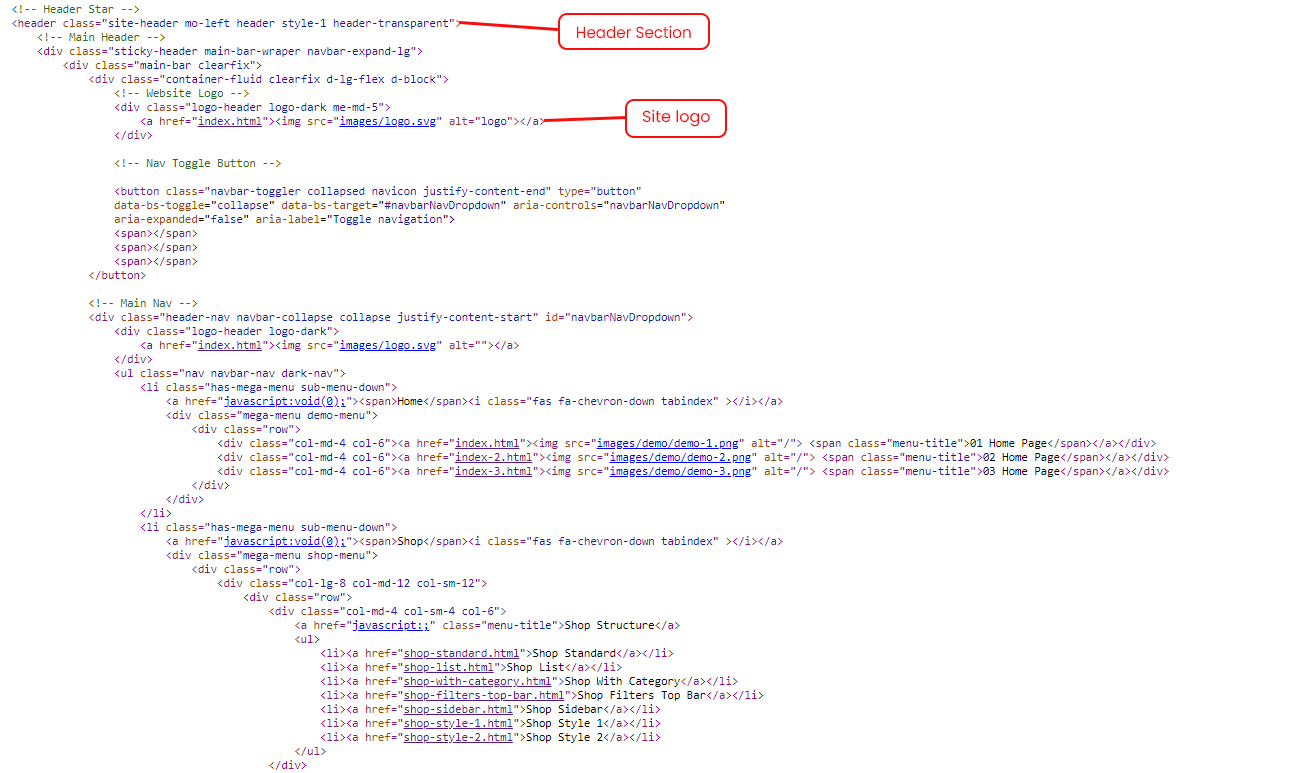 <!-- Header Star -->
<header class="site-header mo-left header style-1 header-transparent">
Header Section
<!-- Main Header -->
<div class="sticky-header main-bar-wraper navbar-expand-lg">
<div class="main-bar clearfix">
<div class="container-fluid clearfix d-lg-flex d-block">
<!-- Website Logo -->
<div class="logo-header logo-dark me-md-5">
<a href="index.html"><img src="images/logo.svg" alt="logo"></a>
Site logo
</div>
<!-- Nav Toggle Button -->
<button class="navbar-toggler collapsed navicon justify-content-end" type="button"
data-bs-toggle="collapse" data-bs-target="#navbarNavDropdown" aria-controls="navbarNavDropdown"
aria-expanded="false" aria-label="Toggle navigation">
<span></span>
<span></span>
<span></span>
</button>
<!-- Main Nav -->
<div class="header-nav navbar-collapse collapse justify-content-start" id="navbarNavDropdown">
<div class="logo-header logo-dark">
<a href="index.html"><img src="images/logo.svg" alt=""></a>
</div>
<ul class="nav navbar-nav dark-nav">
<li class="has-mega-menu sub-menu-down">
<a href="javascript:void(0);"><span>Home</span><i class="fas fa-chevron-down tabindex" ></i></a>
<div class="mega-menu demo-menu">
<div class="row">
<div class="col-md-4 col-6"><a href="index.html"><img src="images/demo/demo-1.png" alt="/"> <span class="menu-title">01 Home Page</span></a></div>
<div class="col-md-4 col-6"><a href="index-2.html"><img src="images/demo/demo-2.png" alt="/"> <span class="menu-title">02 Home Page</span></a></div>
<div class="col-md-4 col-6"><a href="index-3.html"><img src="images/demo/demo-3.png" alt="/"> <span class="menu-title">03 Home Page</span></a></div>
</div>
</div>
</li>
<li class="has-mega-menu sub-menu-down">
<a href="javascript:void(0);"><span>Shop</span><i class="fas fa-chevron-down tabindex" ></i></a>
<div class="mega-menu shop-menu">
<div class="row">
<div class="col-lg-8 col-md-12 col-sm-12">
<div class="row">
<div class="col-md-4 col-sm-4 col-6">
<a href="javascript:;" class="menu-title">Shop Structure</a>
<ul>
<li><a href="shop-standard.html">Shop Standard</a></li>
<li><a href="shop-list.html">Shop List</a></li>
<li><a href="shop-with-category.html">Shop With Category</a></li>
<li><a href="shop-filters-top-bar.html">Shop Filters Top Bar</a></li>
<li><a href="shop-sidebar.html">Shop Sidebar</a></li>
<li><a href="shop-style-1.html">Shop Style 1</a></li>
<li><a href="shop-style-2.html">Shop Style 2</a></li>
</ul>
</div>